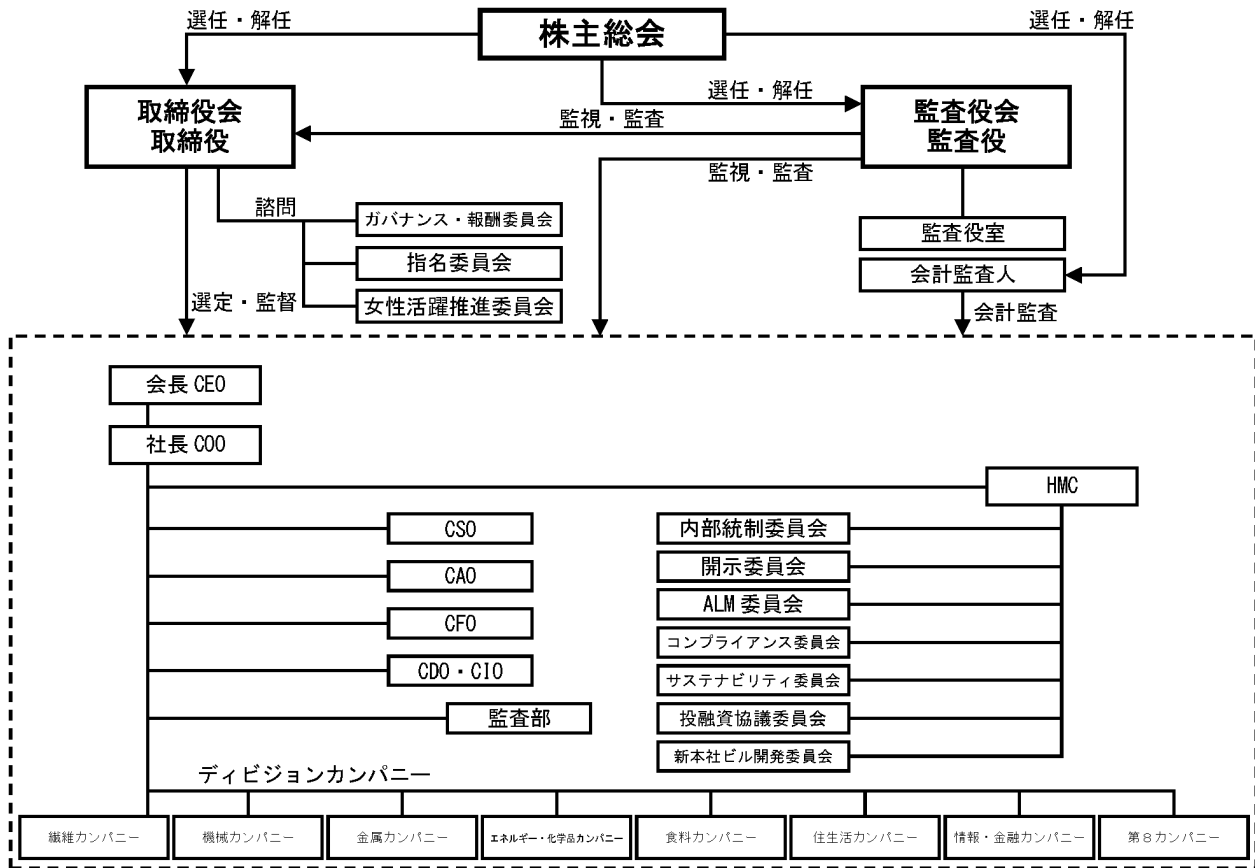 選任・解任
株主総会
選任・解任
取締役会
取締役
選任・解任
監視・監査
監査役会
監査役
監視・監査
諮問
ガバナンス・報酬委員会
指名委員会
女性活躍推進委員会
監査役室
会計監査人
選定・監督
会計監査
会長 CEO
社長 COO
HMC
CSO
CAO
CFO
CDO・CIO
監査部
内部統制委員会
開示委員会
ALM 委員会
コンプライアンス委員会
サステナビリティ委員会
投融資協議委員会
新本社ビル開発委員会
ディビジョンカンパニー
繊維カンパニー
機械カンパニー
金属カンパニー
エネルギー・化学品カンパニー
食料カンパニー
住生活カンパニー
情報・金融カンパニー
第8カンパニー